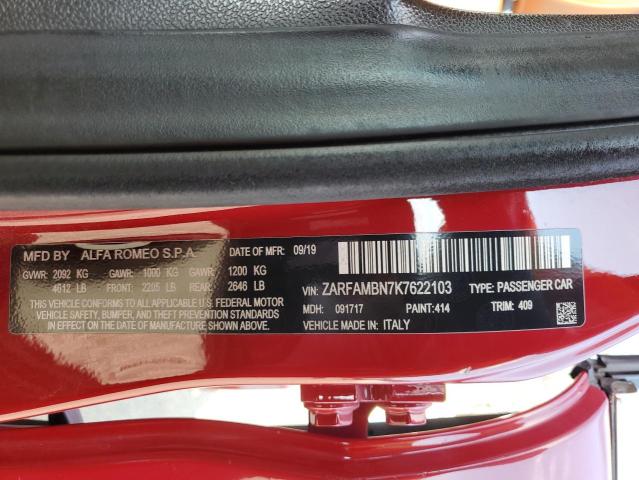 MFD BY ALFA ROMEO S.P.A. DATE OF MFR: 09/19
GVWR: 2092 KG GAWR: 1000 KG GAWR: 1200 KG
4612 LB FRONT: 2205 LB REAR: 2646 LB
THIS VEHICLE CONFORMS TO ALL APPLICABLE U.S. FEDERAL MOTOR
VEHICLE SAFETY, BUMPER, AND THEFT PREVENTION STANDARDS
IN EFFECT ON THE DATE OF MANUFACTURE SHOWN ABOVE
VIN: ZARFAMBN7K7622103 TYPE: PASSENGER CAR
MDH: 091717 PAINT: 414 TRIM: 409
VEHICLE MADE IN: ITALY